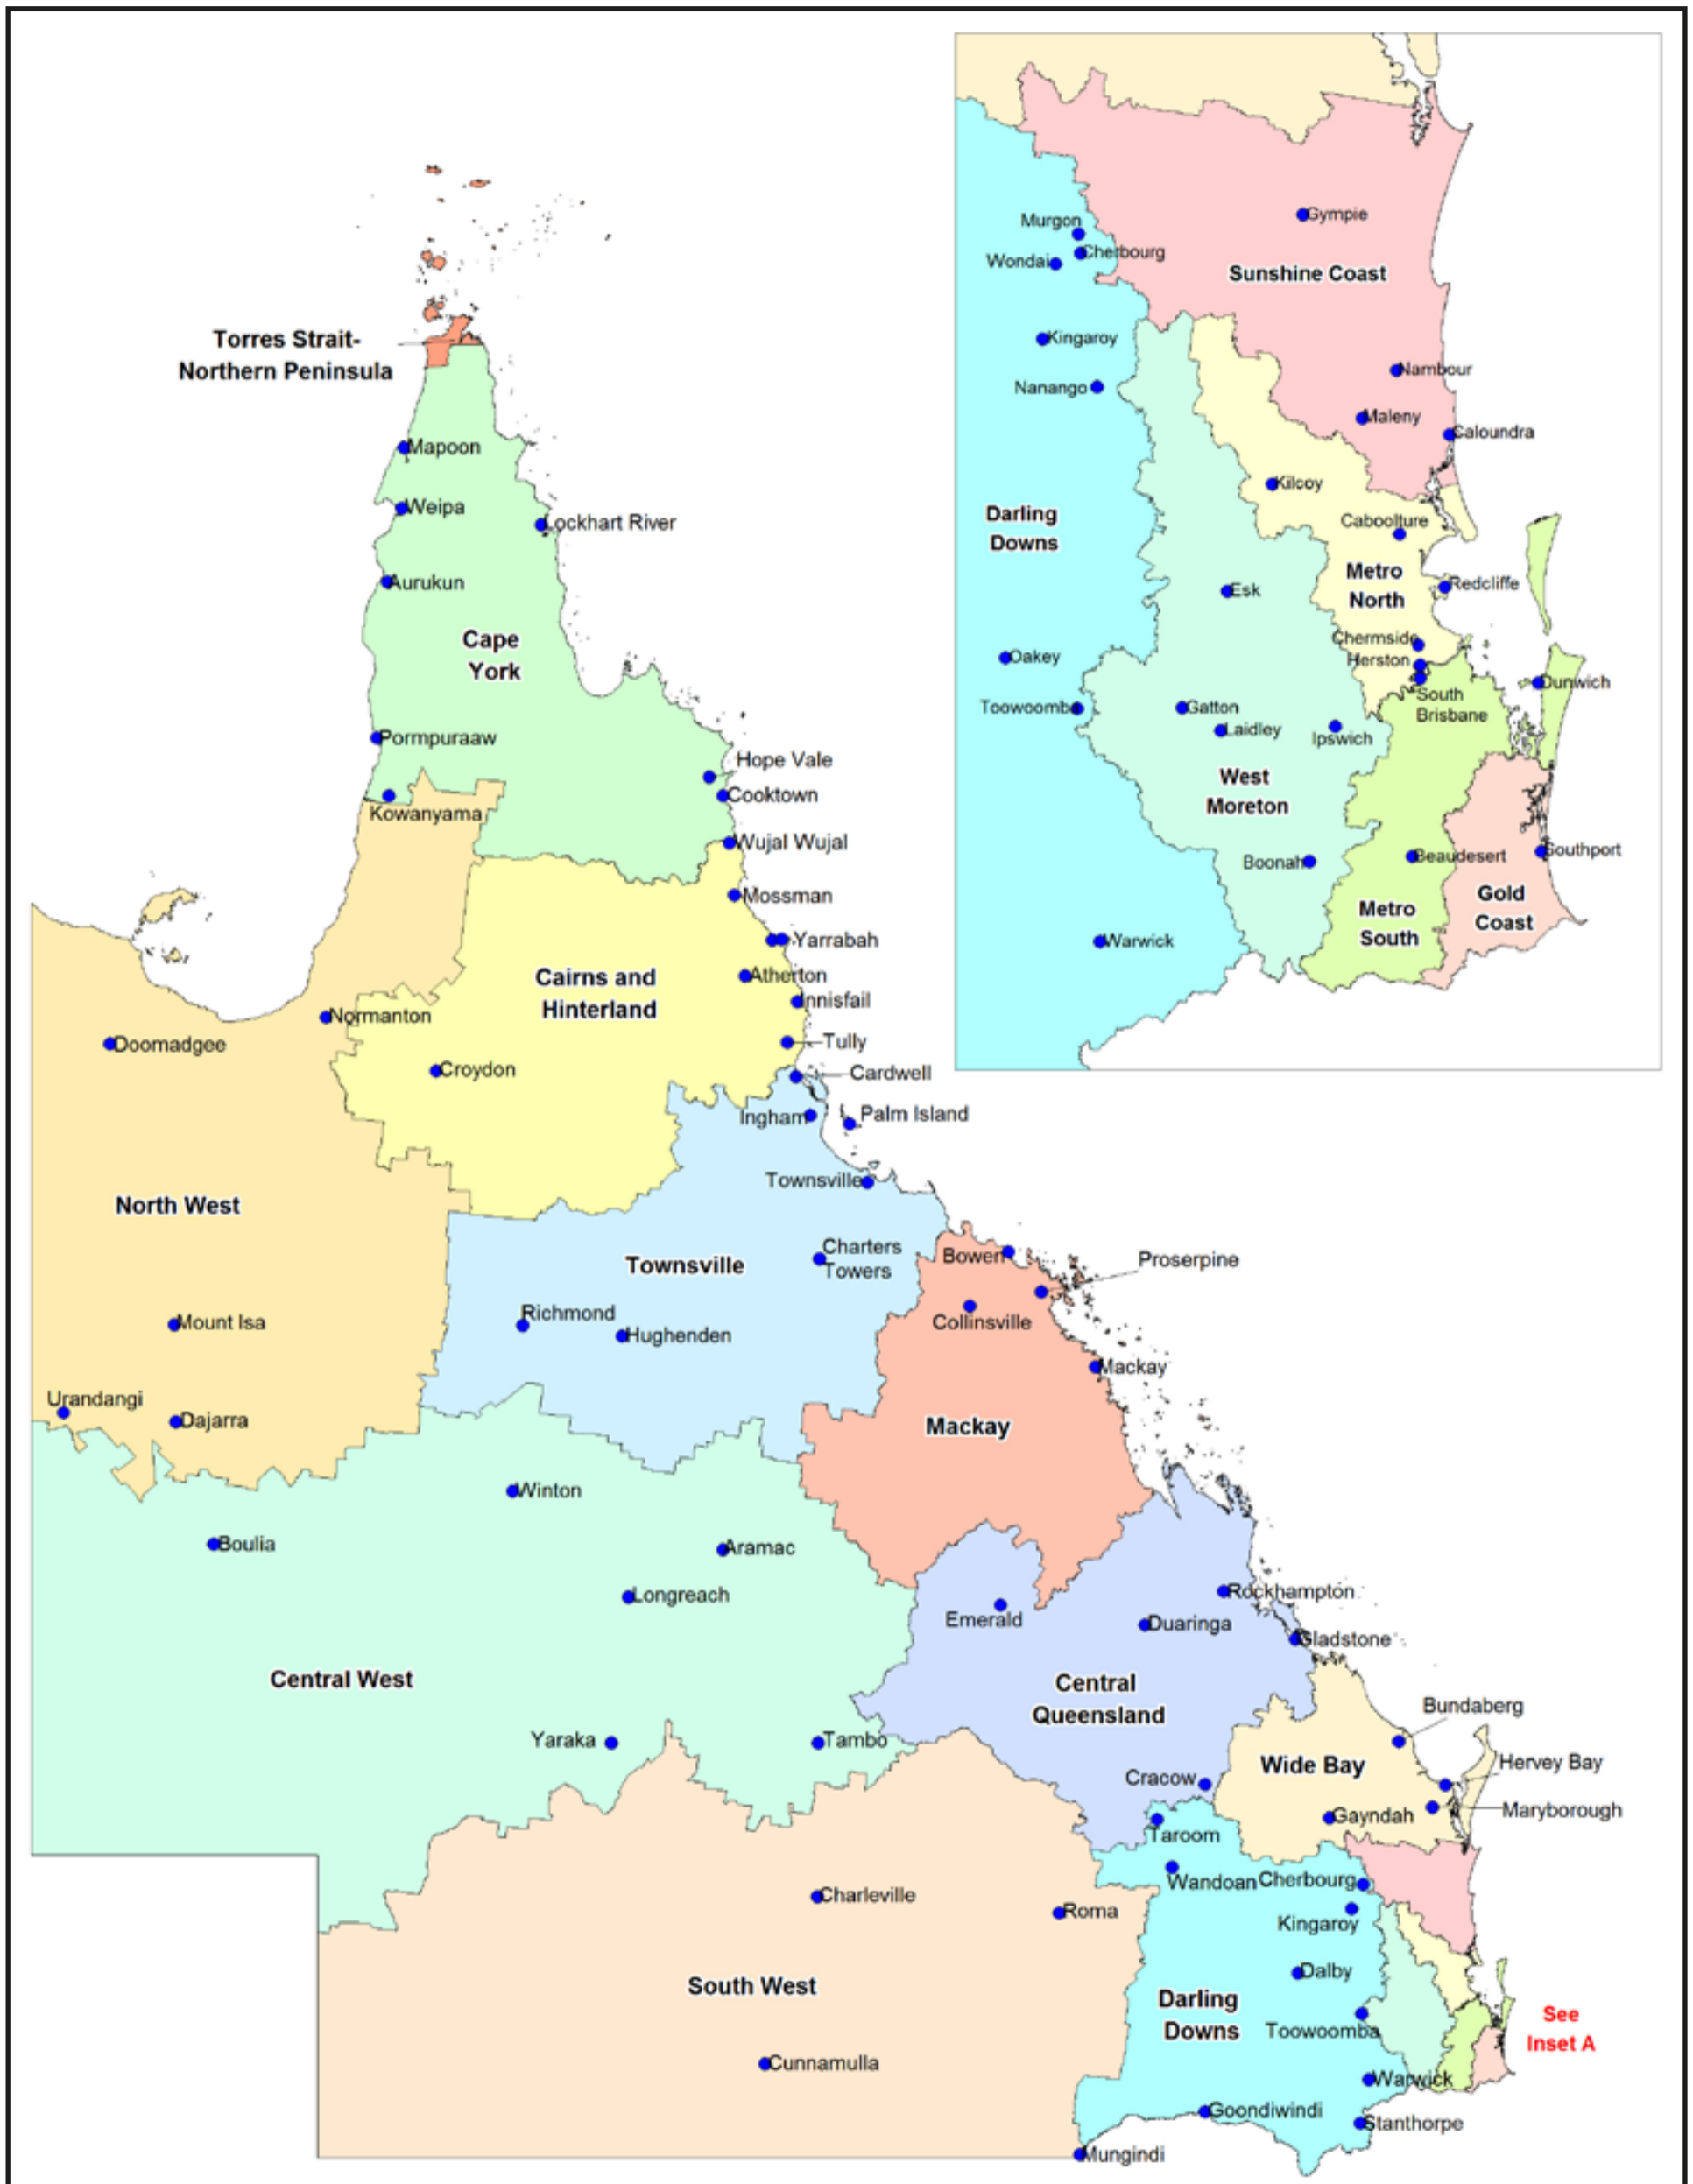 Murgon
Gympie
Wondai
Cherbourg
Sunshine Coast
Kingaroy
Nanango
Nambour
Maleny
Caloundra
Kilcoy
Darling
Downs
Caboolture
Metro
North
Redcliffe
Esk
Chermside
Herston
Oakey
South
Brisbane
Dunwich
Toowoomba
Gatton
Laidley
Ipswich
West
Moreton
Boonah
Beaudesert
Southport
Gold
Coast
Metro
South
Warwick
Torres Strait-
Northern Peninsula
Mapoon
Weipa
Lockhart River
Aurukun
Cape
York
Pormpuraaw
Hope Vale
Cooktown
Kowanyama
Wujal Wujal
Mossman
Yarrabah
Cairns and
Hinterland
Atherton
Innisfail
Normanton
Tully
Doomadgee
Croydon
Cardwell
Ingham
Palm Island
Townsville
North West
Townsville
Charters
Towers
Bowen
Proserpine
Richmond
Hughenden
Collinsville
Mount Isa
Mackay
Urandangi
Dajarra
Mackay
Winton
Boulia
Aramac
Longreach
Emerald
Duaringa
Rockhampton
Gladstone
Central West
Central
Queensland
Yaraka
Tambo
Bundaberg
Wide Bay
Hervey Bay
Cracow
Gayndah
Maryborough
Taroom
Wandoan
Cherbourg
Charleville
Roma
Kingaroy
South West
Dalby
Darling
Downs
Toowoomba
See
Inset A
Cunnamulla
Warwick
Goondiwindi
Stanthorpe
Mungindi